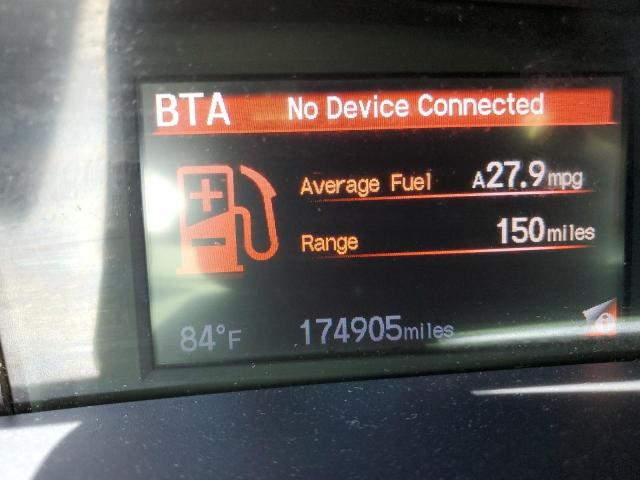 BTA No Device Connected
Average Fuel A27.9mpg
Range 150miles
84°F 174905miles